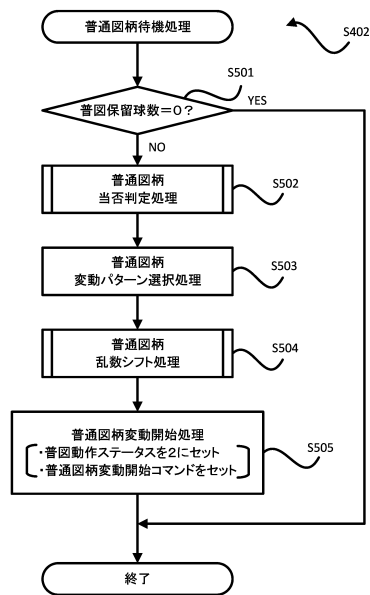 普通図柄待機処理
S402
S501
普図保留球数=0?
YES
NO
普通図柄
当否判定処理
S502
普通図柄
変動パターン選択処理
S503
普通図柄
乱数シフト処理
S504
普通図柄変動開始処理
・普図動作ステータスを2にセット
・普通図柄変動開始コマンドをセット
S505
終了